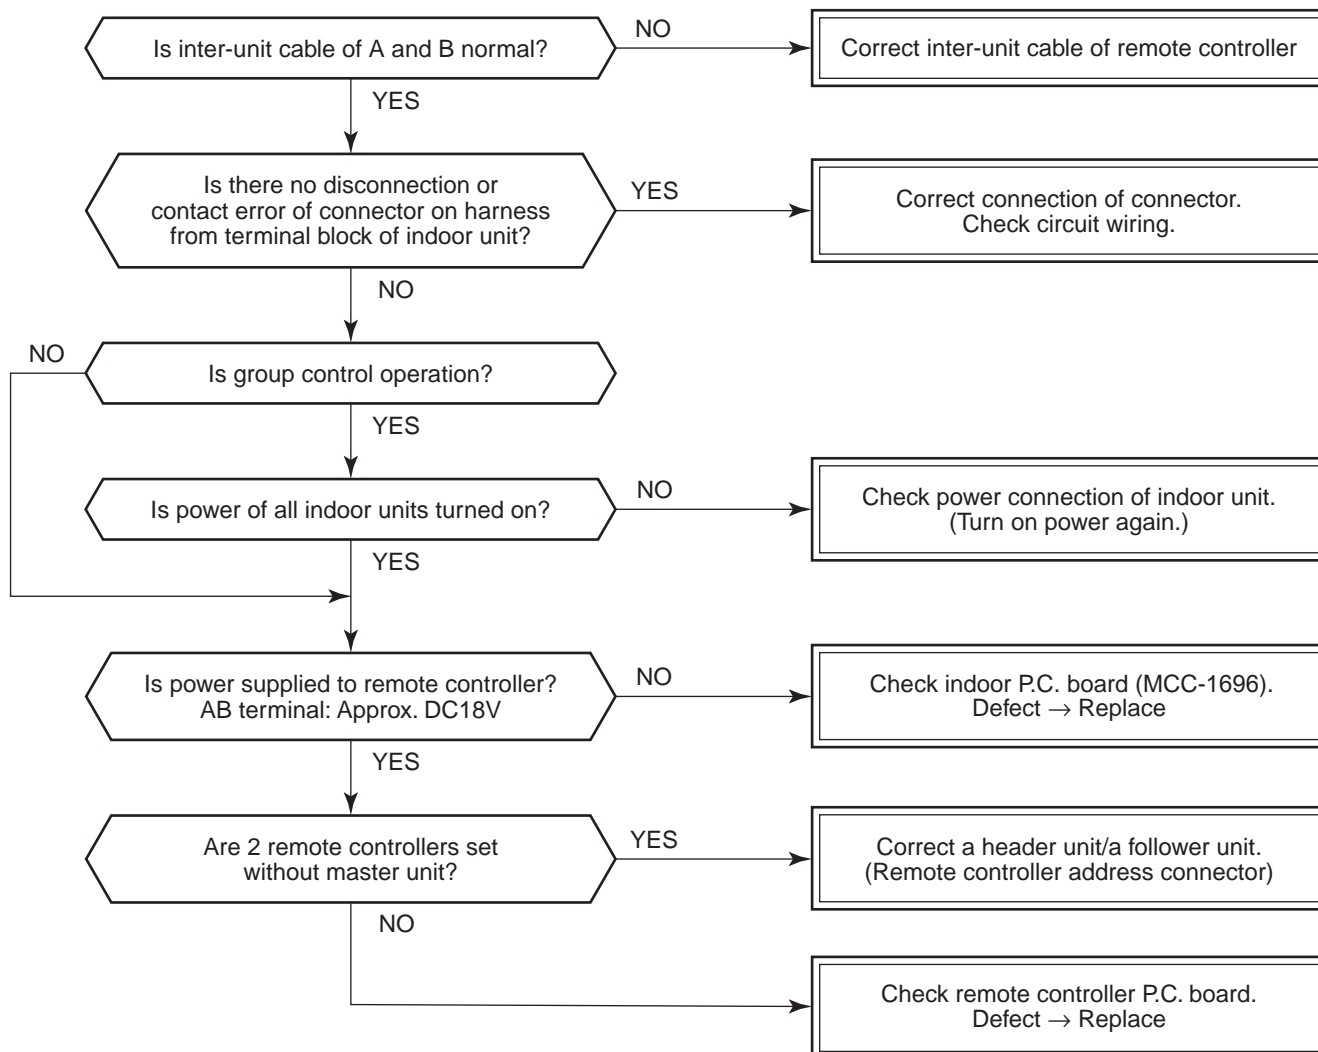 Is inter-unit cable of A and B normal?
NO
Correct inter-unit cable of remote controller
YES
Is there no disconnection or
contact error of connector on harness
from terminal block of indoor unit?
YES
Correct connection of connector.
Check circuit wiring.
NO
NO
Is group control operation?
YES
Is power of all indoor units turned on?
NO
Check power connection of indoor unit.
(Turn on power again.)
YES
Is power supplied to remote controller?
AB terminal: Approx. DC18V
NO
Check indoor P.C. board (MCC-1696).
Defect → Replace
YES
Are 2 remote controllers set
without master unit?
YES
Correct a header unit/a follower unit.
(Remote controller address connector)
NO
Check remote controller P.C. board.
Defect → Replace